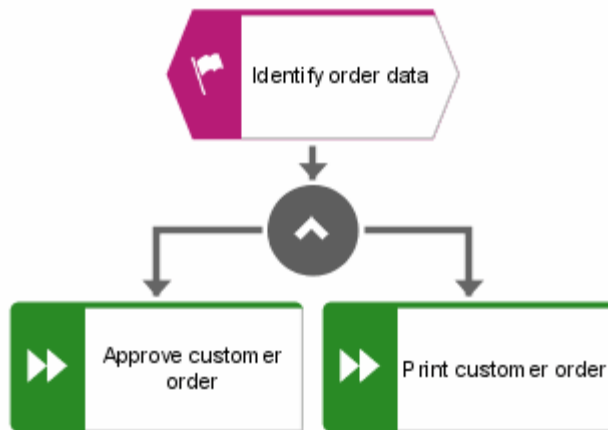 Identify order data
Approve customer
order
Print customer order